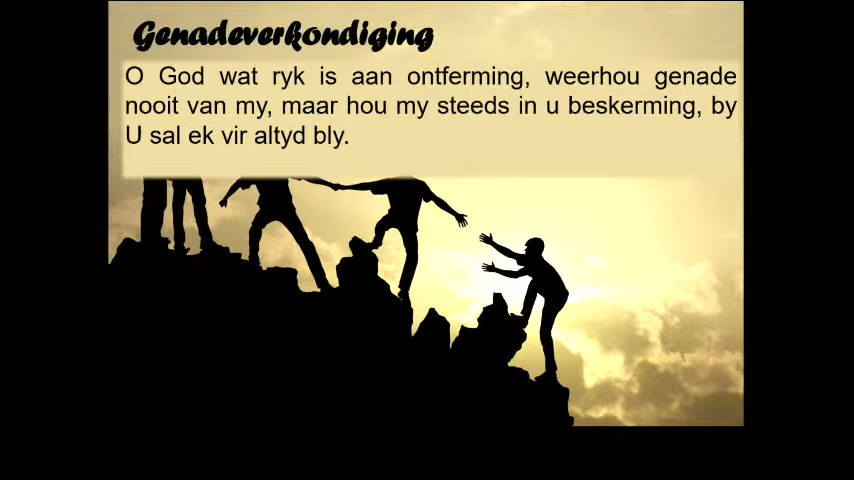 Genadeverkondiging
O God wat ryk is aan ontferming, weerhou genade
nooit van my, maar hou my steeds in u beskerming, by
U sal ek vir altyd bly.